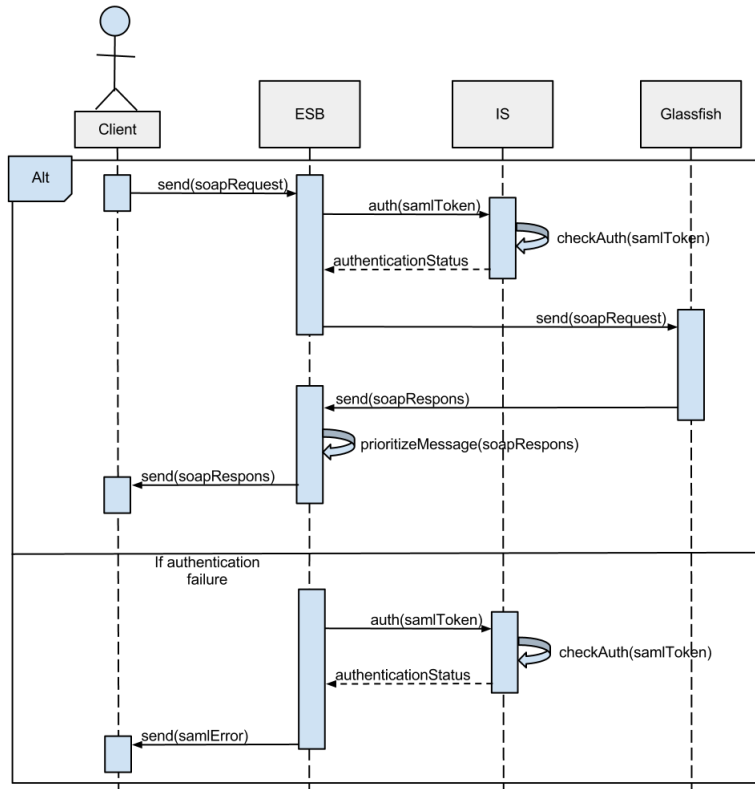 Client
ESB
IS
Glassfish
Alt
send(soapRequest)
auth(samlToken)
checkAuth(samlToken)
authenticationStatus
send(soapRequest)
send(soapRespons)
prioritizeMessage(soapRespons)
send(soapRespons)
If authentication
failure
auth(samlToken)
checkAuth(samlToken)
authenticationStatus
send(samlError)